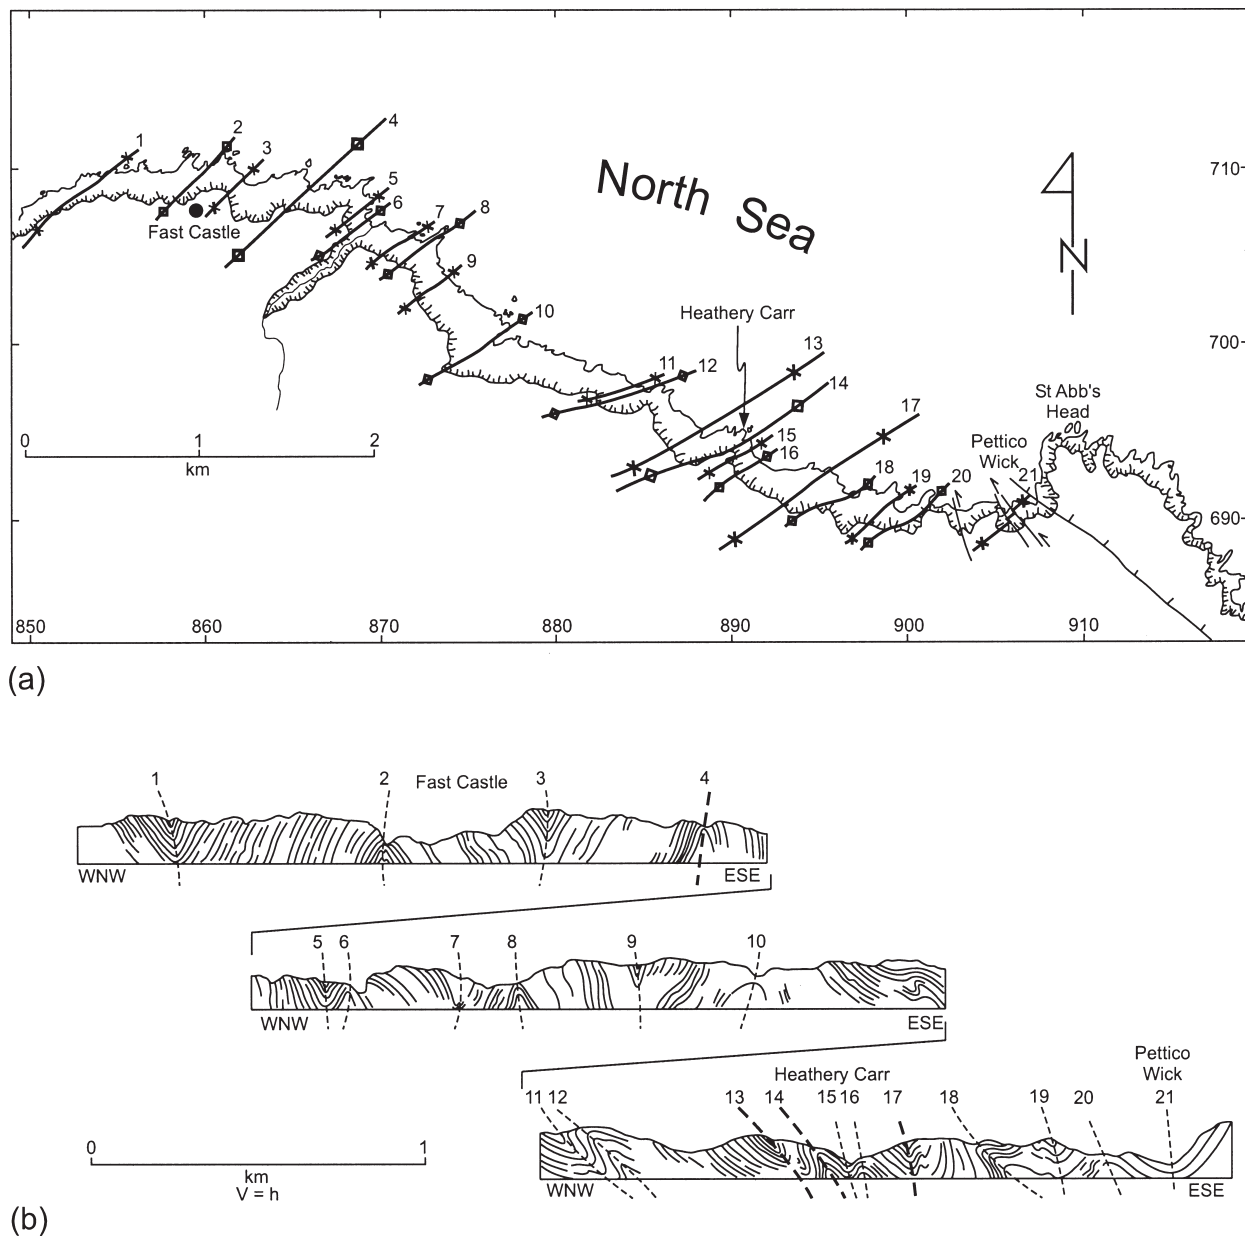 North Sea
1
2
3
4
5
6
7
8
9
10
11
12
13
14
15
16
17
18
19
20
21
Fast Castle
Heathery Carr
St Abb's
Head
Pettico
Wick
N
710
700
690
0 1 2
km
850 860 870 880 890 900 910
(a)
1 2 Fast Castle 3 4
WNW ESE
5 6 7 8 9 10
WNW ESE
Pettico
Wick
Heathery Carr
11 12 13 14 15 16 17 18 19 20 21
WNW ESE
0 1
km
V = h
(b)